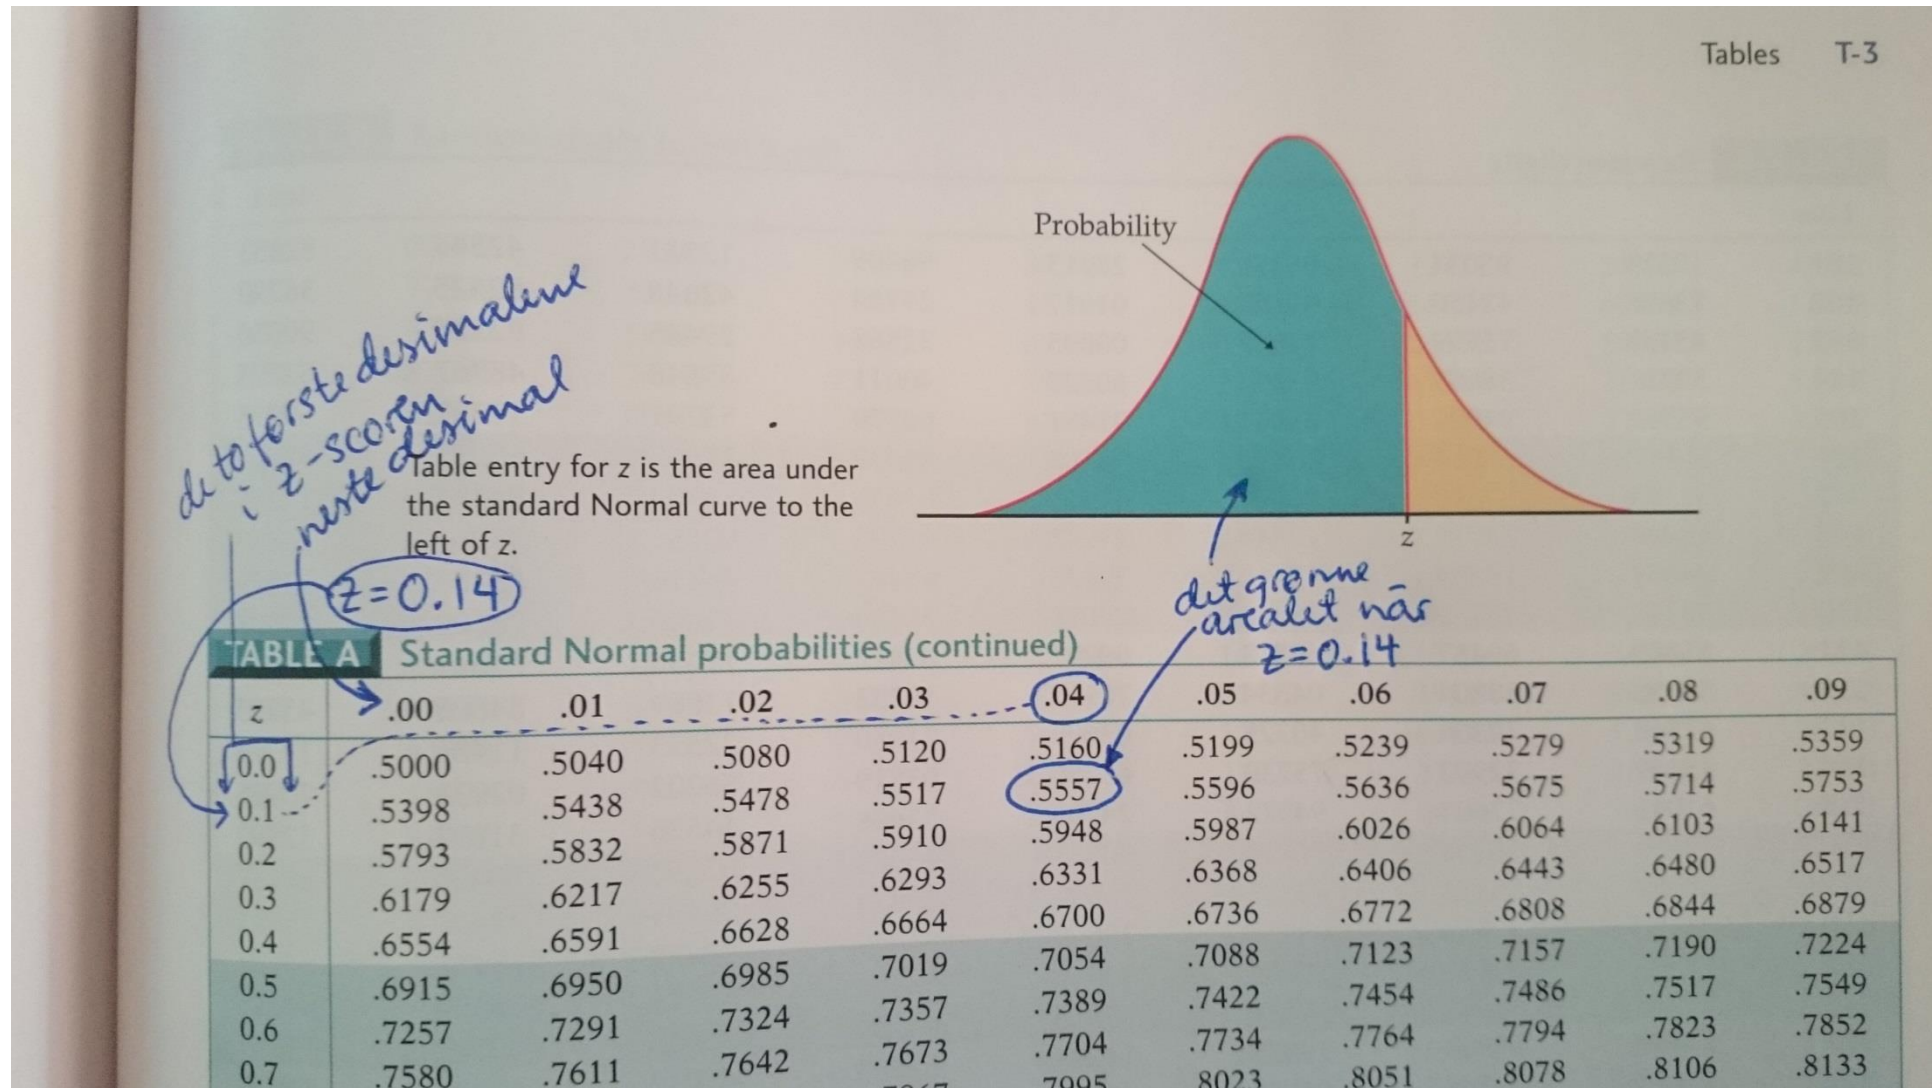 Tables T-3
Probability
de to første desimalene
i z-scoren
neste desimal
Table entry for z is the area under
the standard Normal curve to the
left of z.
z
z=0.14
det grønne
arealet når
z=0.14
TABLE A Standard Normal probabilities (continued)
z .00 .01 .02 .03 .04 .05 .06 .07 .08 .09
0.0 .5000 .5040 .5080 .5120 .5160 .5199 .5239 .5279 .5319 .5359
0.1 .5398 .5438 .5478 .5517 .5557 .5596 .5636 .5675 .5714 .5753
0.2 .5793 .5832 .5871 .5910 .5948 .5987 .6026 .6064 .6103 .6141
0.3 .6179 .6217 .6255 .6293 .6331 .6368 .6406 .6443 .6480 .6517
0.4 .6554 .6591 .6628 .6664 .6700 .6736 .6772 .6808 .6844 .6879
0.5 .6915 .6950 .6985 .7019 .7054 .7088 .7123 .7157 .7190 .7224
0.6 .7257 .7291 .7324 .7357 .7389 .7422 .7454 .7486 .7517 .7549
0.7 .7580 .7611 .7642 .7673 .7704 .7734 .7764 .7794 .7823 .7852
.7995 .8023 .8051 .8078 .8106 .8133